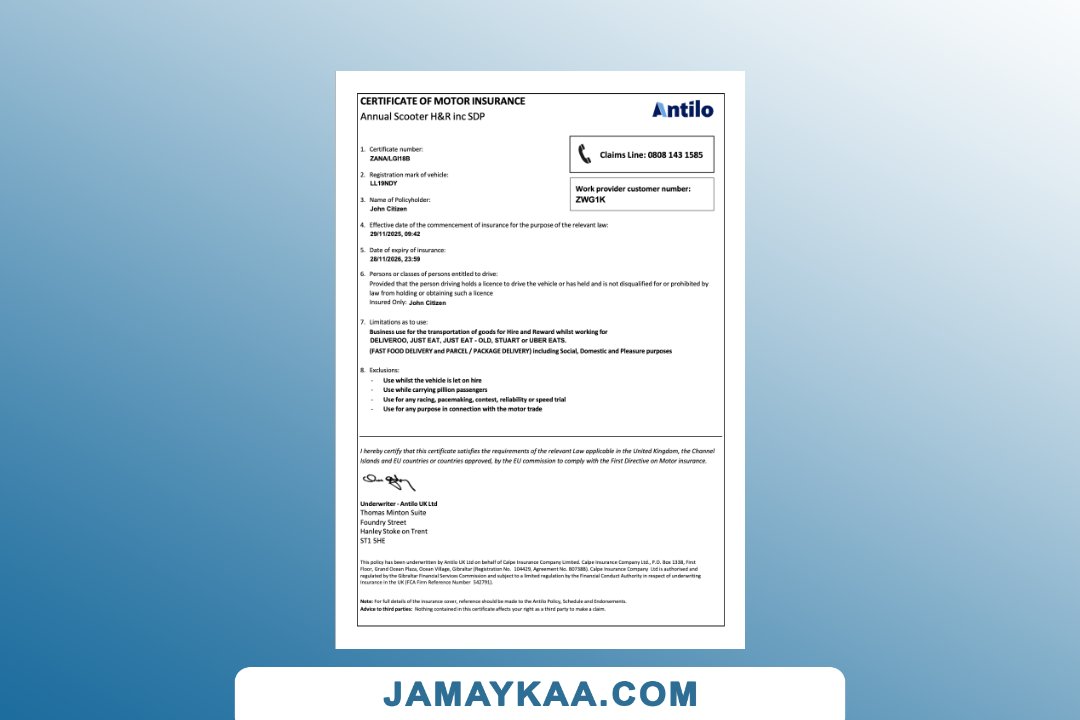 CERTIFICATE OF MOTOR INSURANCE
Annual Scooter H&R inc SDP
Antilo
Claims Line: 0808 143 1585
Work provider customer number:
ZWG1K
1. Certificate number:
ZANA/LGI18B
2. Registration mark of vehicle:
LL19NDY
3. Name of Policyholder:
John Citizen
4. Effective date of the commencement of insurance for the purpose of the relevant law:
29/11/2025, 09:42
5. Date of expiry of insurance:
28/11/2026, 23:59
6. Persons or classes of persons entitled to drive:
Provided that the person driving holds a licence to drive the vehicle or has held and is not disqualified for or prohibited by
law from holding or obtaining such a licence
Insured Only: John Citizen
7. Limitations as to use:
Business use for the transportation of goods for Hire and Reward whilst working for
DELIVEROO, JUST EAT, JUST EAT - OLD, STUART or UBER EATS.
(FAST FOOD DELIVERY and PARCEL / PACKAGE DELIVERY) including Social, Domestic and Pleasure purposes
8. Exclusions:
- Use whilst the vehicle is let on hire
- Use while carrying pillion passengers
- Use for any racing, pacemaking, contest, reliability or speed trial
- Use for any purpose in connection with the motor trade
I hereby certify that this certificate satisfies the requirements of the relevant Law applicable in the United Kingdom, the Channel
Islands and EU countries or countries approved, by the EU commission to comply with the First Directive on Motor insurance.
Underwriter - Antilo UK Ltd
Thomas Minton Suite
Foundry Street
Hanley Stoke on Trent
ST1 5HE
This policy has been underwritten by Antilo UK Ltd on behalf of Calpe Insurance Company Limited. Calpe Insurance Company Ltd., P.O. Box 1338, First
Floor, Grand Ocean Plaza, Ocean Village, Gibraltar (Registration No. 104429, Agreement No. B0738B). Calpe Insurance Company Ltd is authorised and
regulated by the Gibraltar Financial Services Commission and subject to a limited regulation by the Financial Conduct Authority in respect of underwriting
insurance in the UK (FCA Firm Reference Number 542791).
Note: For full details of the insurance cover, reference should be made to the Antilo Policy, Schedule and Endorsements.
Advice to third parties: Nothing contained in this certificate affects your right as a third party to make a claim.
JAMAYKAA.COM